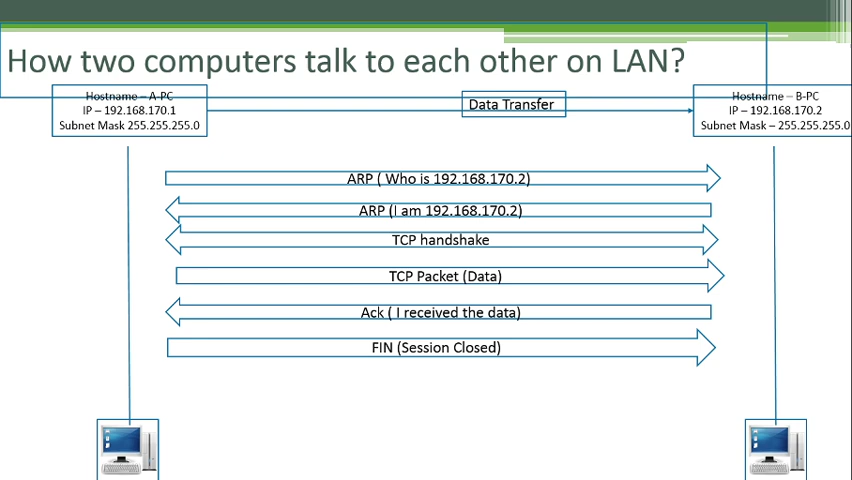 How two computers talk to each other on LAN?
Hostname – A-PC
IP – 192.168.170.1
Subnet Mask 255.255.255.0
Data Transfer
Hostname – B-PC
IP – 192.168.170.2
Subnet Mask – 255.255.255.0
ARP ( Who is 192.168.170.2)
ARP (I am 192.168.170.2)
TCP handshake
TCP Packet (Data)
Ack ( I received the data)
FIN (Session Closed)